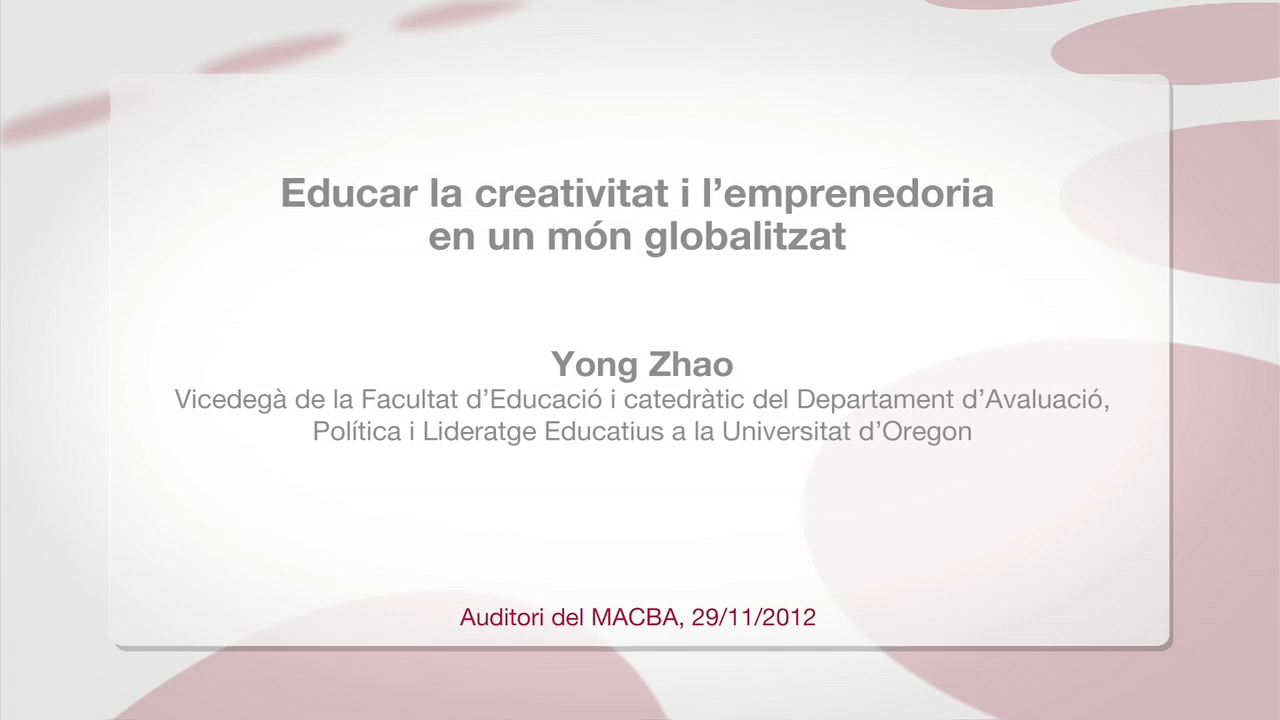 Educar la creativitat i l’emprenedoria
en un món globalitzat
Yong Zhao
Vicedegà de la Facultat d’Educació i catedràtic del Departament d’Avaluació,
Política i Lideratge Educatius a la Universitat d’Oregon
Auditori del MACBA, 29/11/2012